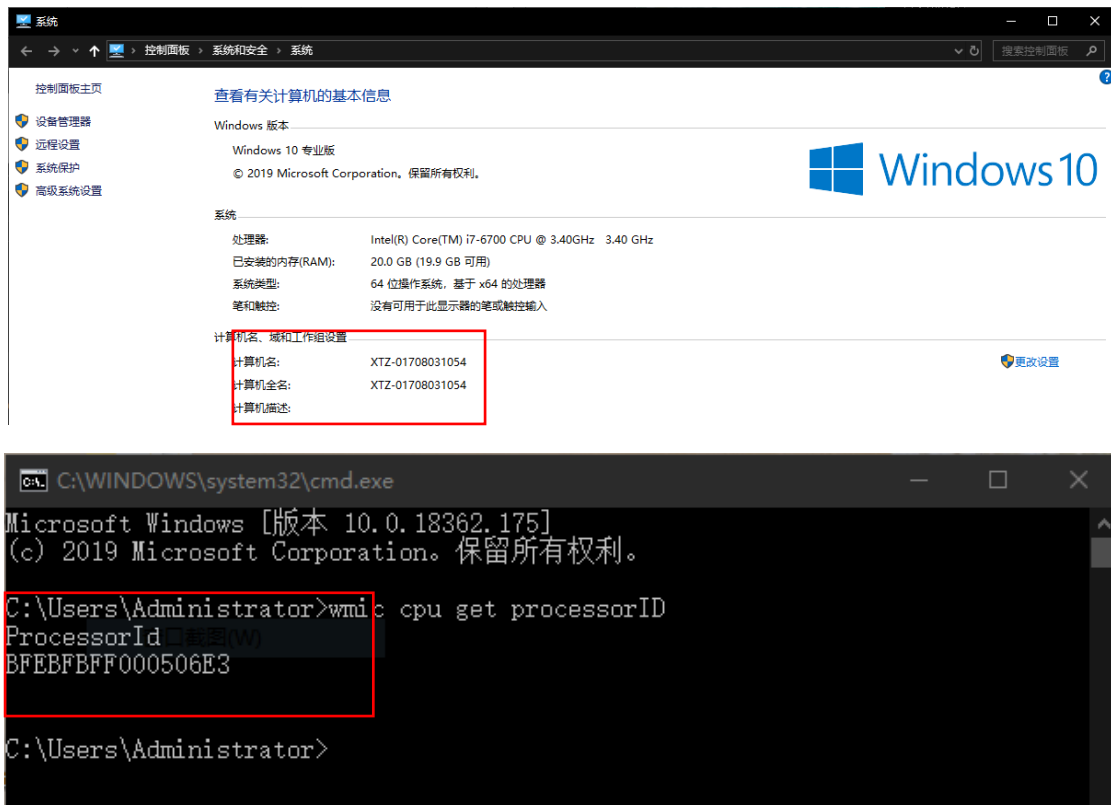 系统
控制面板 › 系统和安全 › 系统
搜索控制面板
控制面板主页
设备管理器
远程设置
系统保护
高级系统设置
查看有关计算机的基本信息
Windows 版本
Windows 10 专业版
© 2019 Microsoft Corporation。保留所有权利。
Windows 10
系统
处理器: Intel(R) Core(TM) i7-6700 CPU @ 3.40GHz 3.40 GHz
已安装的内存(RAM): 20.0 GB (19.9 GB 可用)
系统类型: 64 位操作系统，基于 x64 的处理器
笔和触控: 没有可用于此显示器的笔或触控输入
计算机名、域和工作组设置
计算机名: XTZ-01708031054
计算机全名: XTZ-01708031054
计算机描述:
更改设置
C:\WINDOWS\system32\cmd.exe
Microsoft Windows [版本 10.0.18362.175]
(c) 2019 Microsoft Corporation。保留所有权利。
C:\Users\Administrator>wmic cpu get processorID
ProcessorId
BFEBFBFF000506E3
C:\Users\Administrator>